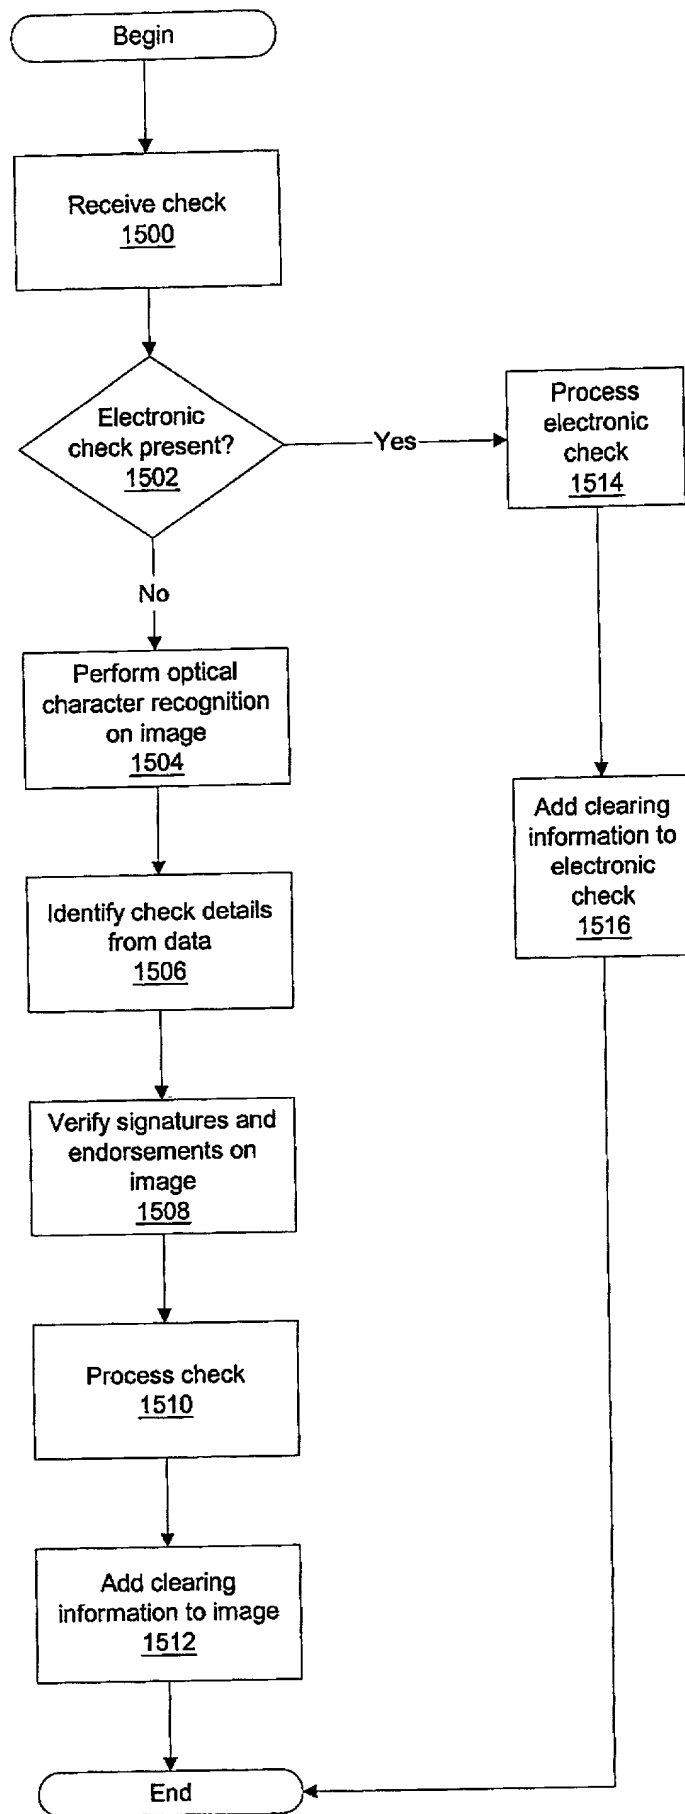 Begin
Receive check
1500
Electronic
check present?
1502
Yes
Process
electronic
check
1514
No
Perform optical
character recognition
on image
1504
Add clearing
information to
electronic
check
1516
Identify check details
from data
1506
Verify signatures and
endorsements on
image
1508
Process check
1510
Add clearing
information to image
1512
End